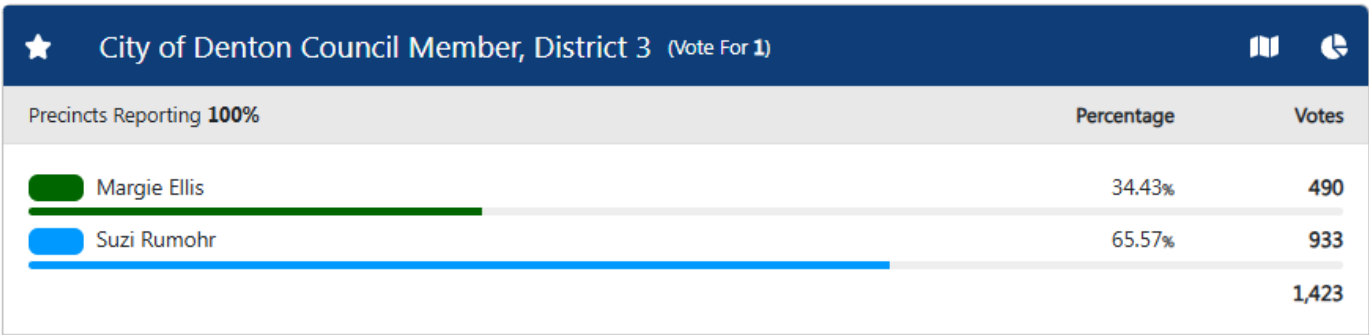 City of Denton Council Member, District 3 (Vote For 1)
Precincts Reporting 100% Percentage Votes
Margie Ellis 34.43% 490
Suzi Rumohr 65.57% 933
1,423